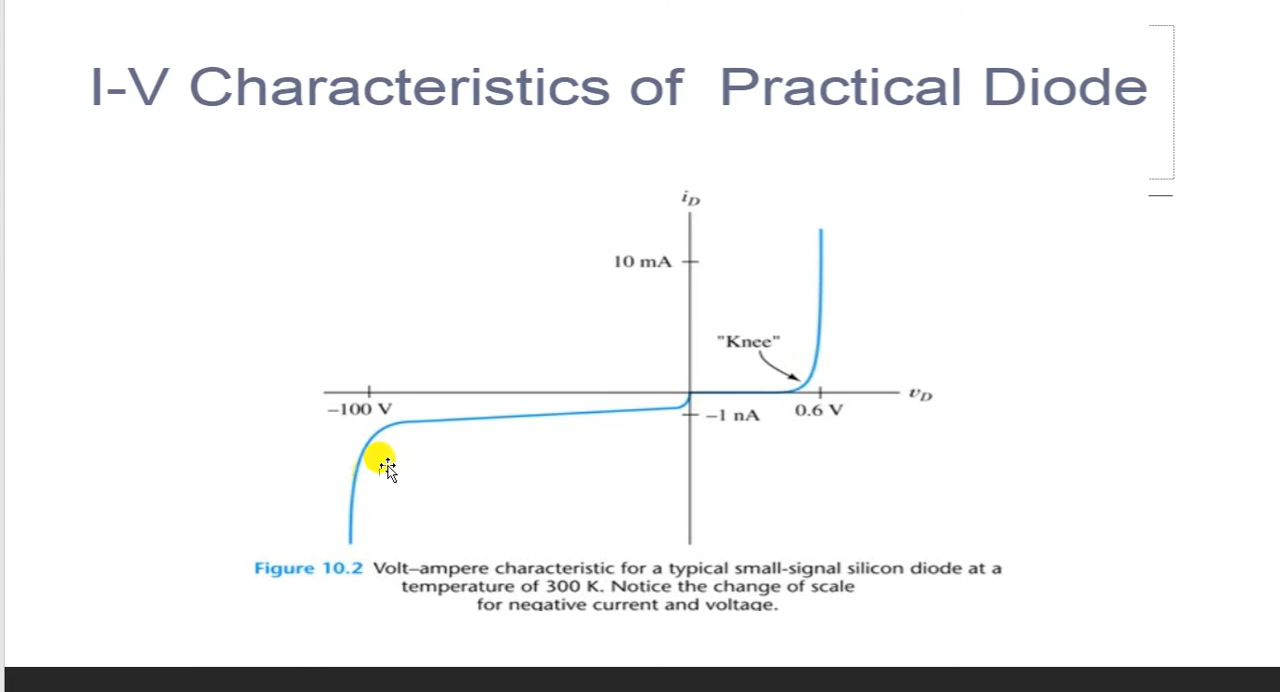 I-V Characteristics of Practical Diode
iD
10 mA
"Knee"
−100 V
−1 nA
0.6 V
vD
Figure 10.2 Volt–ampere characteristic for a typical small-signal silicon diode at a
temperature of 300 K. Notice the change of scale
for negative current and voltage.